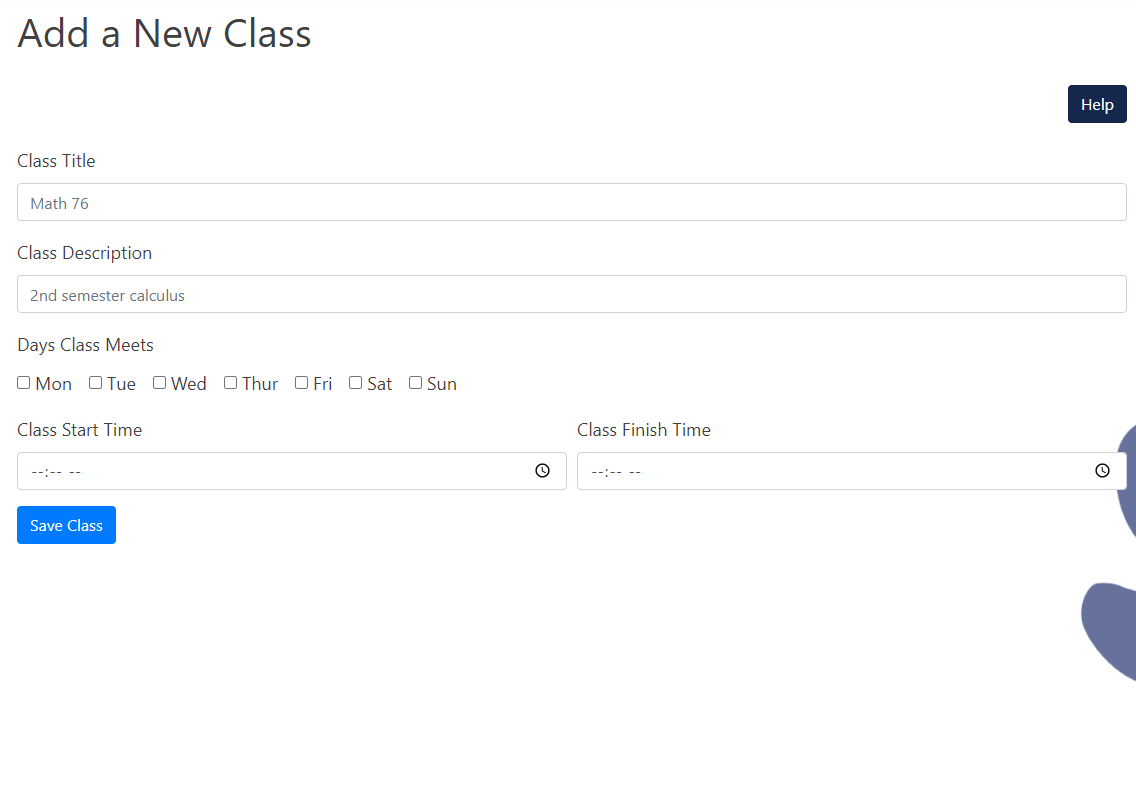 Add a New Class
Help
Class Title
Math 76
Class Description
2nd semester calculus
Days Class Meets
Mon Tue Wed Thur Fri Sat Sun
Class Start Time Class Finish Time
--:-- -- --:-- --
Save Class